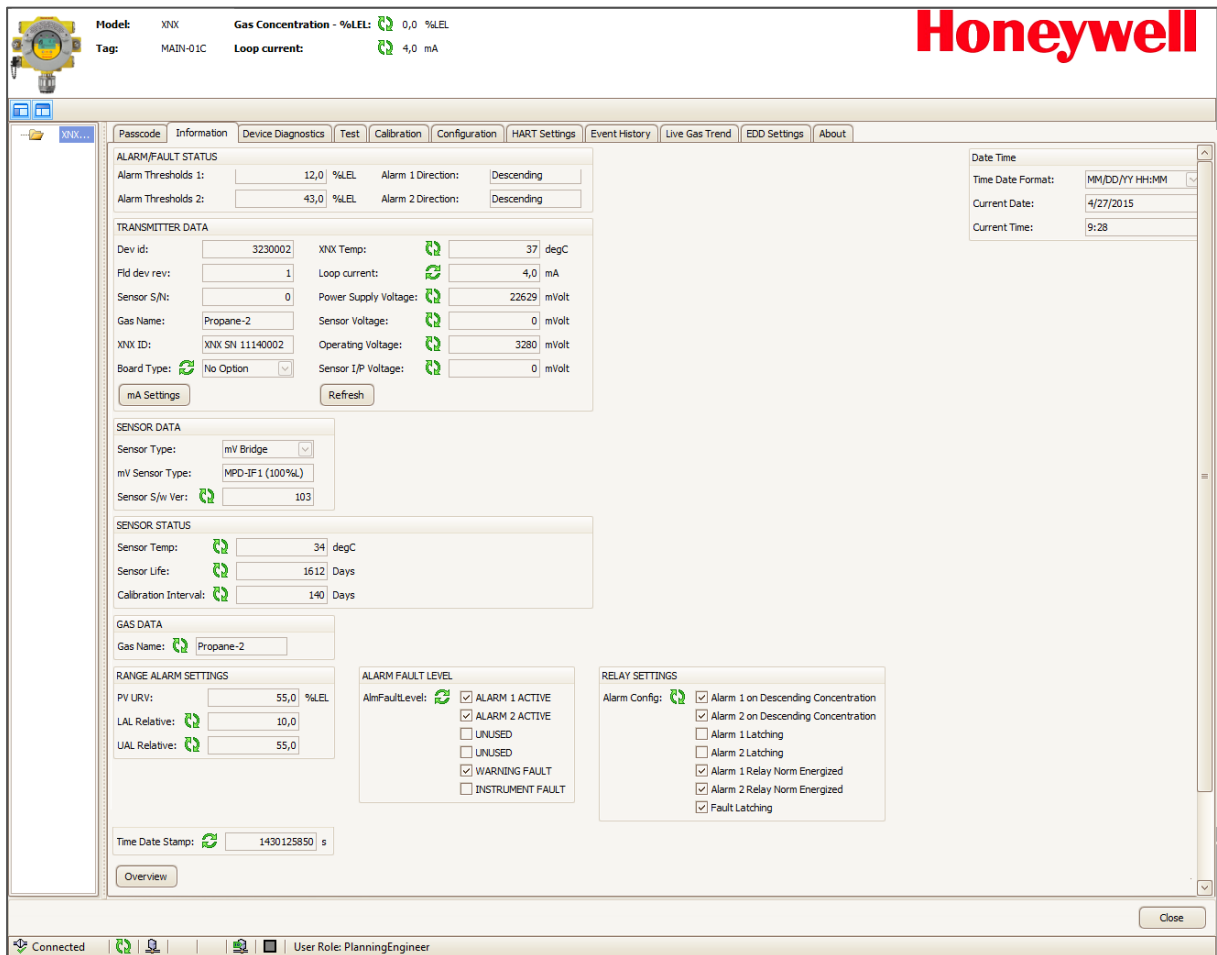 Model: XNX Gas Concentration - %LEL: 0,0 %LEL
Honeywell
Tag: MAIN-01C Loop current: 4,0 mA
XNX...
Passcode Information Device Diagnostics Test Calibration Configuration HART Settings Event History Live Gas Trend EDD Settings About
ALARM/FAULT STATUS
Alarm Thresholds 1: 12,0 %LEL Alarm 1 Direction: Descending
Alarm Thresholds 2: 43,0 %LEL Alarm 2 Direction: Descending
Date Time
Time Date Format: MM/DD/YY HH:MM
Current Date: 4/27/2015
Current Time: 9:28
TRANSMITTER DATA
Dev id: 3230002 XNX Temp: 37 degC
Fld dev rev: 1 Loop current: 4,0 mA
Sensor S/N: 0 Power Supply Voltage: 22629 mVolt
Gas Name: Propane-2 Sensor Voltage: 0 mVolt
XNX ID: XNX SN 11140002 Operating Voltage: 3280 mVolt
Board Type: No Option Sensor I/P Voltage: 0 mVolt
mA Settings Refresh
SENSOR DATA
Sensor Type: mV Bridge
mV Sensor Type: MPD-IF1 (100%L)
Sensor S/w Ver: 103
SENSOR STATUS
Sensor Temp: 34 degC
Sensor Life: 1612 Days
Calibration Interval: 140 Days
GAS DATA
Gas Name: Propane-2
RANGE ALARM SETTINGS
PV URV: 55,0 %LEL
LAL Relative: 10,0
UAL Relative: 55,0
ALARM FAULT LEVEL
AlmFaultLevel: ALARM 1 ACTIVE
ALARM 2 ACTIVE
UNUSED
UNUSED
WARNING FAULT
INSTRUMENT FAULT
RELAY SETTINGS
Alarm Config: Alarm 1 on Descending Concentration
Alarm 2 on Descending Concentration
Alarm 1 Latching
Alarm 2 Latching
Alarm 1 Relay Norm Energized
Alarm 2 Relay Norm Energized
Fault Latching
Time Date Stamp: 1430125850 s
Overview
Close
Connected User Role: PlanningEngineer